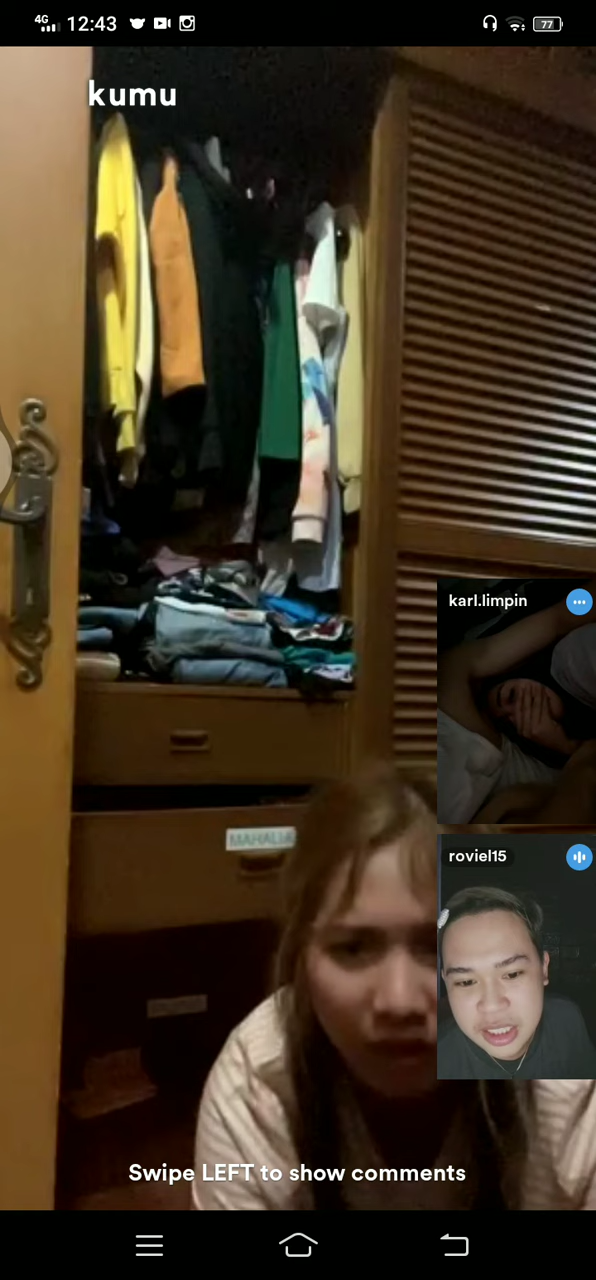 4G 12:43 77
kumu
karl.limpin
MAHALIA
roviel15
Swipe LEFT to show comments